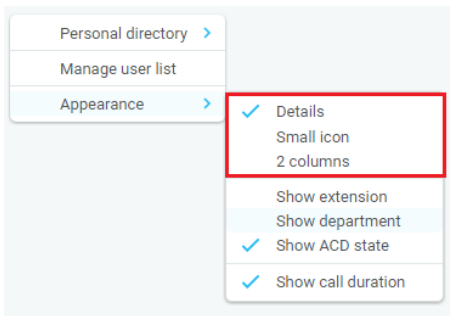 Personal directory
Manage user list
Appearance
Details
Small icon
2 columns
Show extension
Show department
Show ACD state
Show call duration